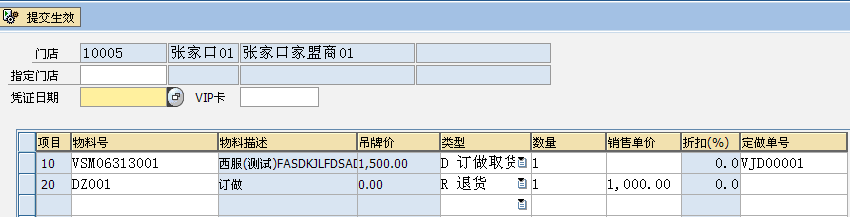 提交生效
门店 10005 张家口01 张家口家盟商01
指定门店
凭证日期 VIP卡
项目 物料号 物料描述 吊牌价 类型 数量 销售单价 折扣(%) 定做单号
10 VSM06313001 西服(测试)FASDKJLFDSAD 1,500.00 D 订做取货 1 0.0 VJD00001
20 DZ001 订做 0.00 R 退货 1 1,000.00 0.0